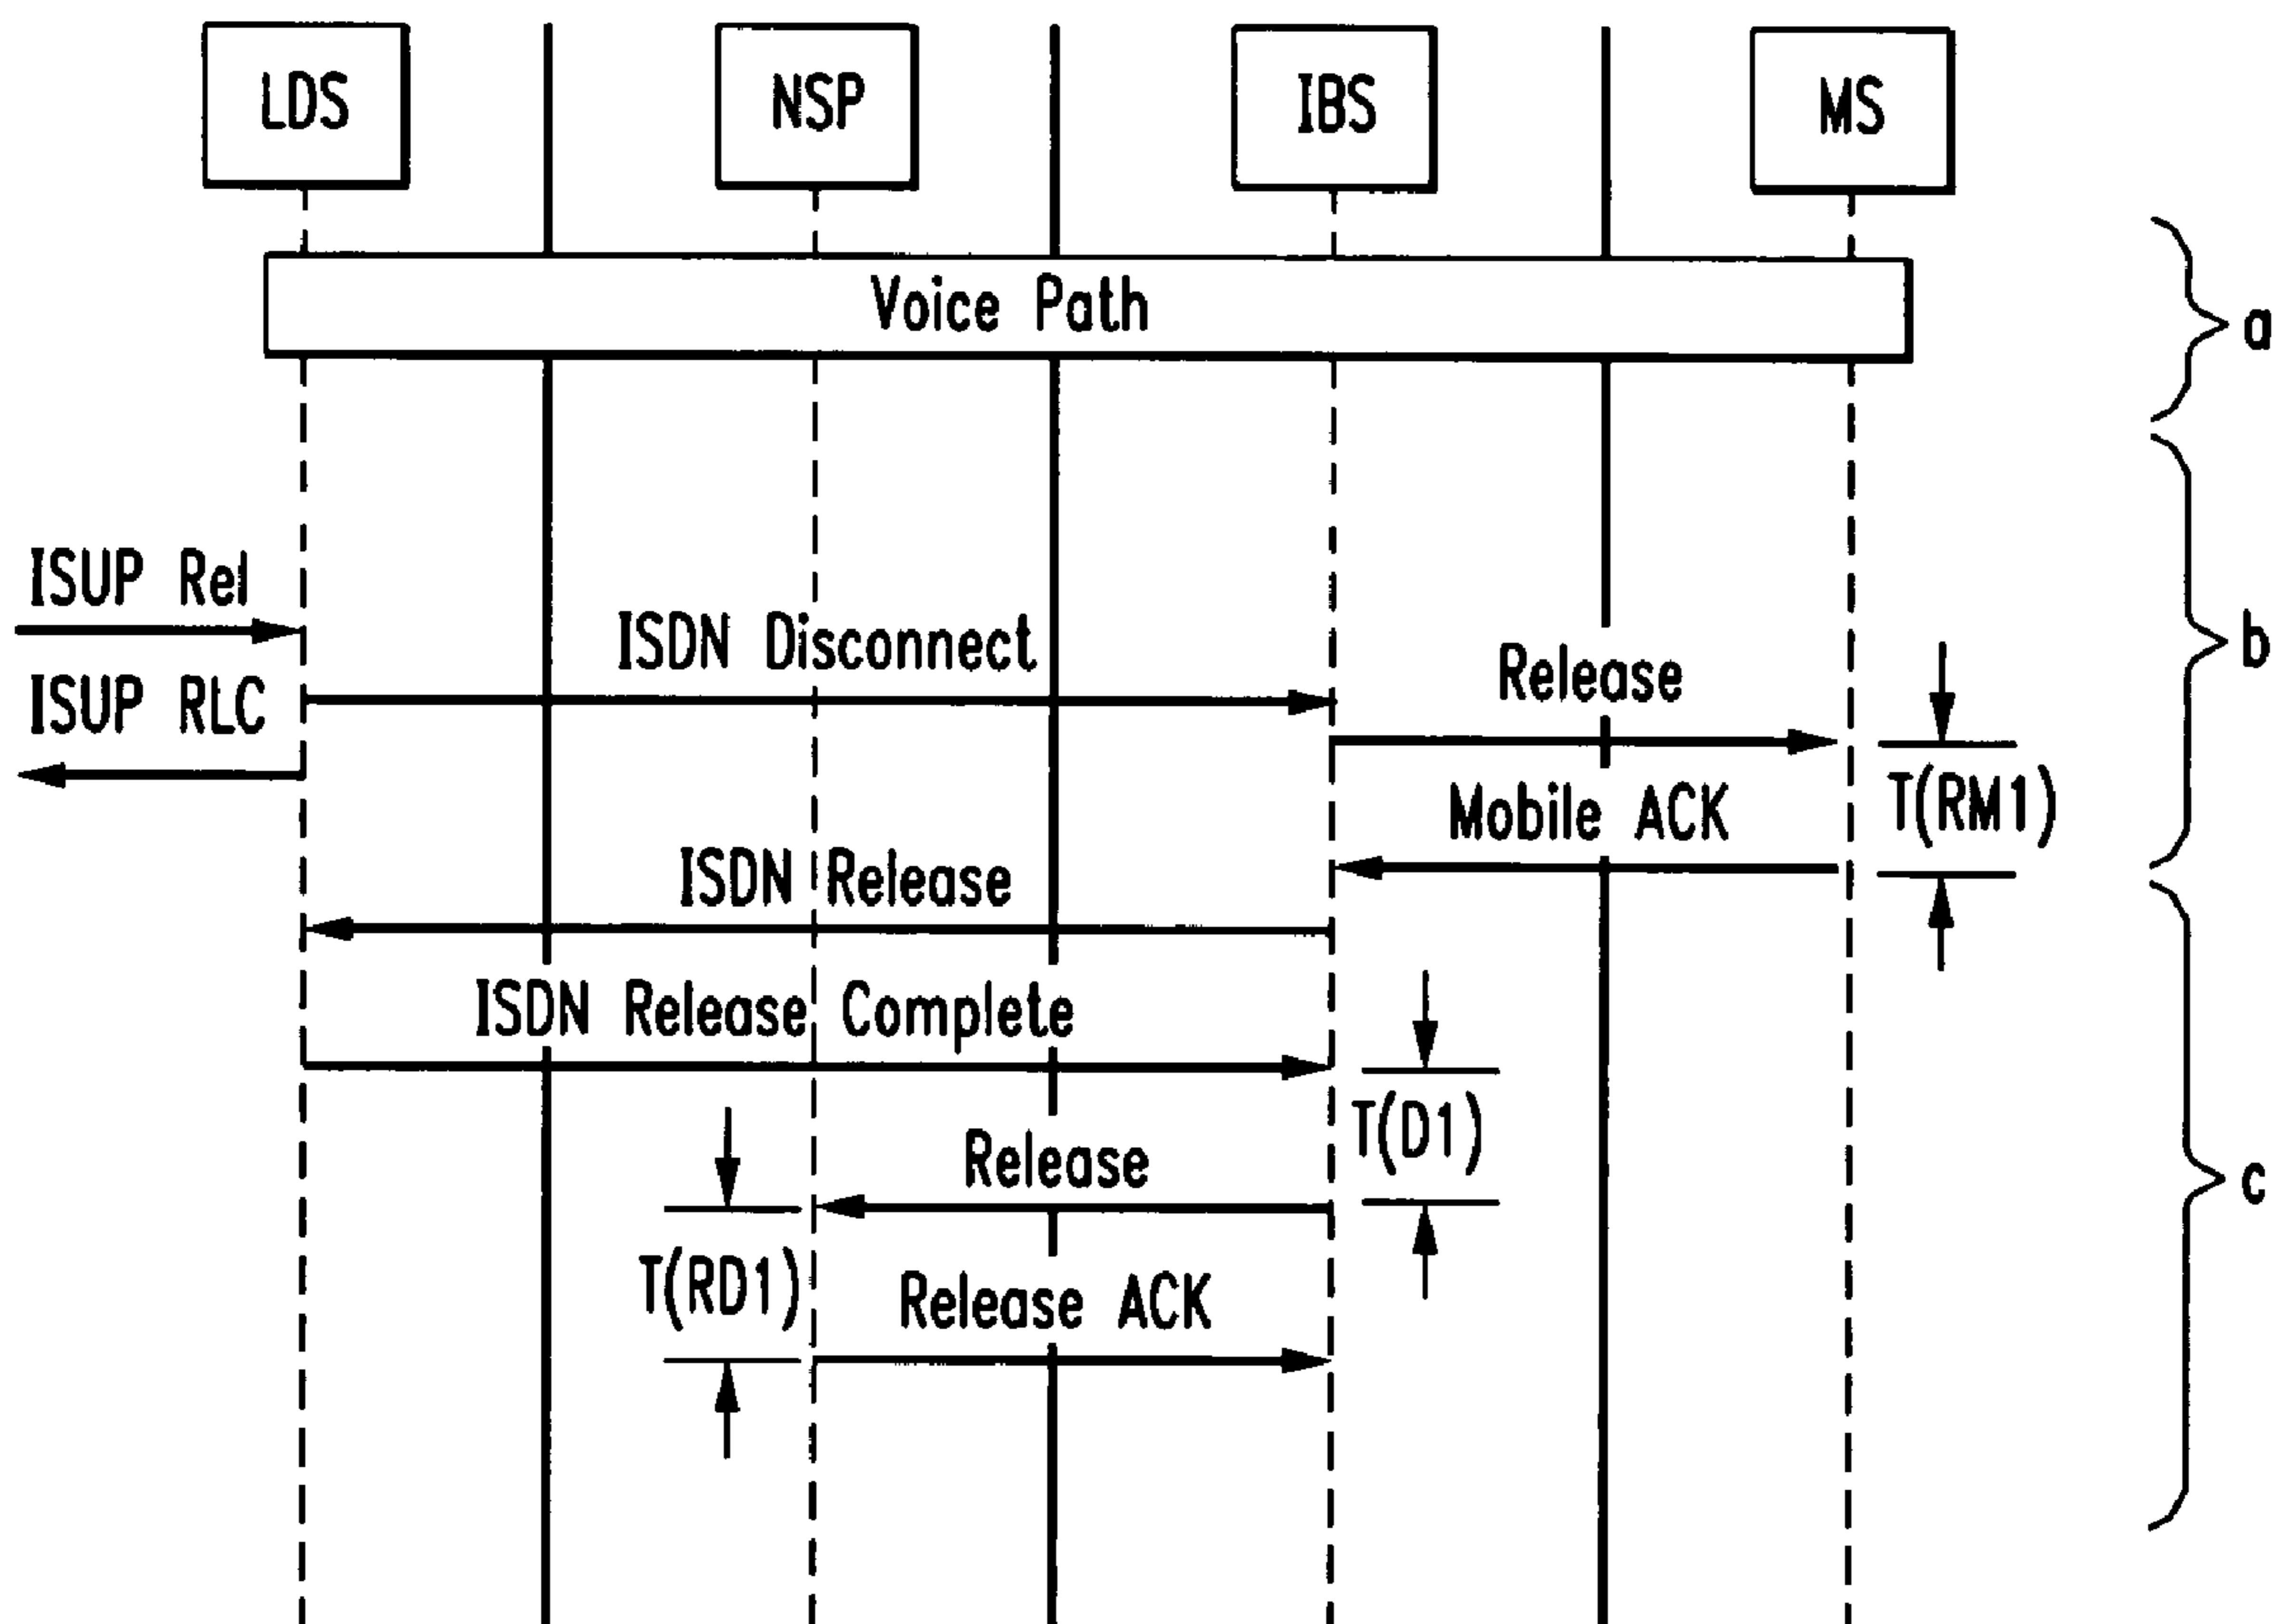 LDS
NSP
IBS
MS
Voice Path
a
ISUP Rel
ISDN Disconnect
b
Release
ISUP RLC
T(RM1)
Mobile ACK
ISDN Release
ISDN Release Complete
T(D1)
Release
c
T(RD1)
Release ACK